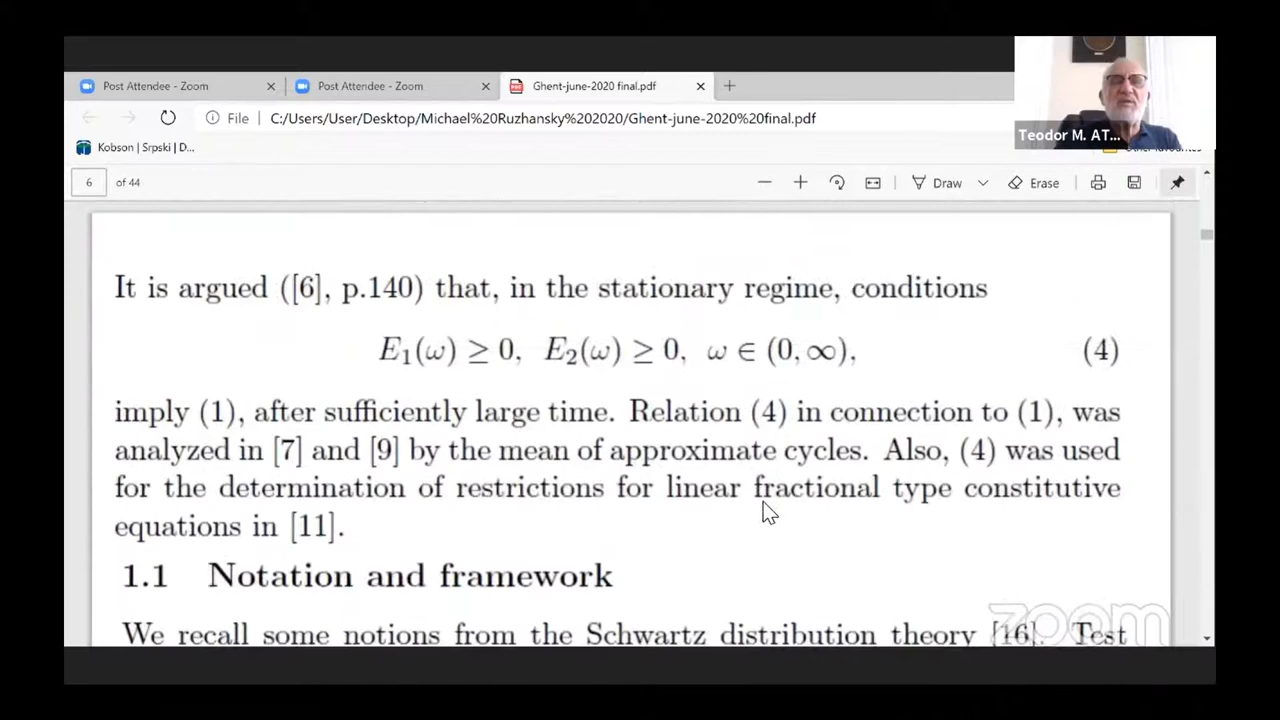 Post Attendee - Zoom
Post Attendee - Zoom
Ghent-june-2020 final.pdf
File C:/Users/User/Desktop/Michael%20Ruzhansky%202020/Ghent-june-2020%20final.pdf
Teodor M. AT...
Kobson | Srpski | D...
6 of 44
Draw
Erase
It is argued ([6], p.140) that, in the stationary regime, conditions
E₁(ω) ≥ 0, E₂(ω) ≥ 0, ω ∈ (0, ∞), (4)
imply (1), after sufficiently large time. Relation (4) in connection to (1), was
analyzed in [7] and [9] by the mean of approximate cycles. Also, (4) was used
for the determination of restrictions for linear fractional type constitutive
equations in [11].
1.1 Notation and framework
We recall some notions from the Schwartz distribution theory [16]. Test
zoom